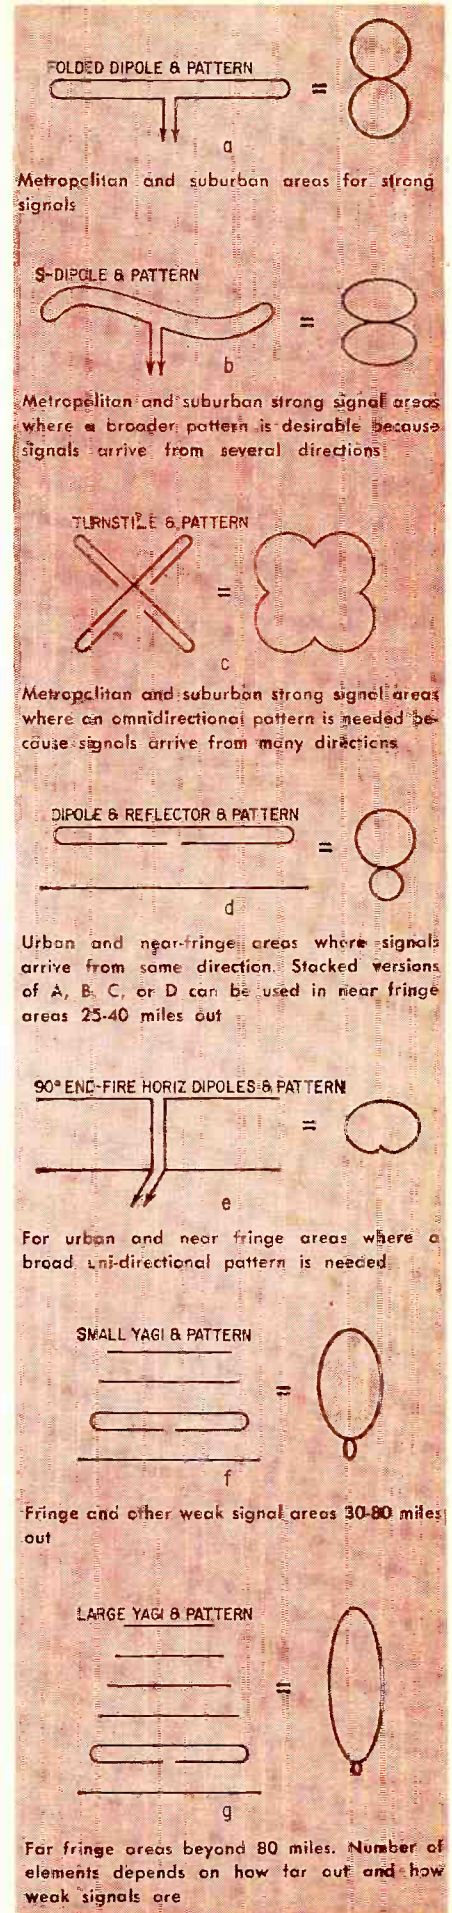 FOLDED DIPOLE & PATTERN
=
a
Metropolitan and suburban areas for strong
signals
S-DIPOLE & PATTERN
=
b
Metropolitan and suburban strong signal areas
where a broader pattern is desirable because
signals arrive from several directions
TURNSTILE & PATTERN
=
c
Metropolitan and suburban strong signal areas
where an omnidirectional pattern is needed be-
cause signals arrive from many directions
DIPOLE & REFLECTOR & PATTERN
=
d
Urban and near-fringe areas where signals
arrive from same direction. Stacked versions
of A, B, C, or D can be used in near fringe
areas 25-40 miles out
90° END-FIRE HORIZ DIPOLES & PATTERN
=
e
For urban and near fringe areas where a
broad uni-directional pattern is needed
SMALL YAGI & PATTERN
=
f
Fringe and other weak signal areas 30-80 miles
out
LARGE YAGI & PATTERN
=
g
Far fringe areas beyond 80 miles. Number of
elements depends on how far out and how
weak signals are